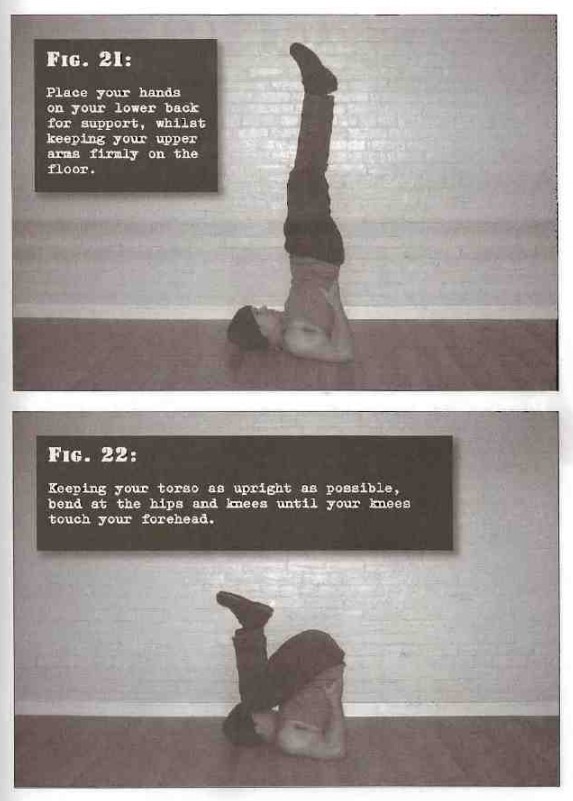 FIG. 21:
Place your hands
on your lower back
for support, whilst
keeping your upper
arms firmly on the
floor.
FIG. 22:
Keeping your torso as upright as possible,
bend at the hips and knees until your knees
touch your forehead.